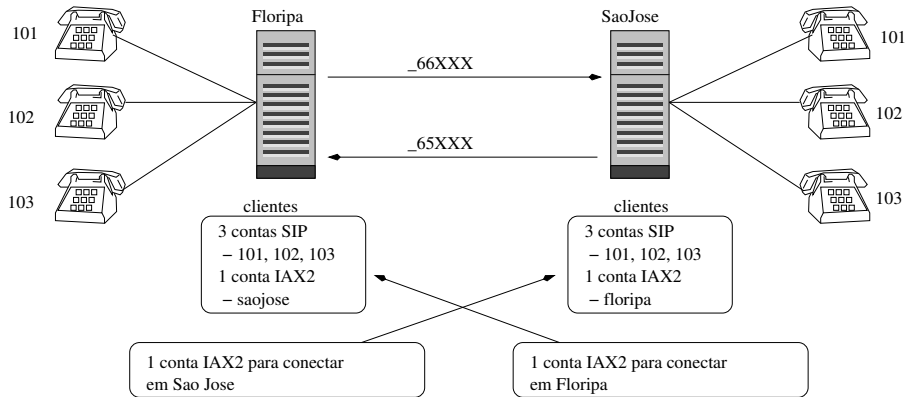 Floripa
SaoJose
101
101
_66XXX
102
102
_65XXX
103
103
clientes
clientes
3 contas SIP
– 101, 102, 103
1 conta IAX2
– saojose
3 contas SIP
– 101, 102, 103
1 conta IAX2
– floripa
1 conta IAX2 para conectar
em Sao Jose
1 conta IAX2 para conectar
em Floripa